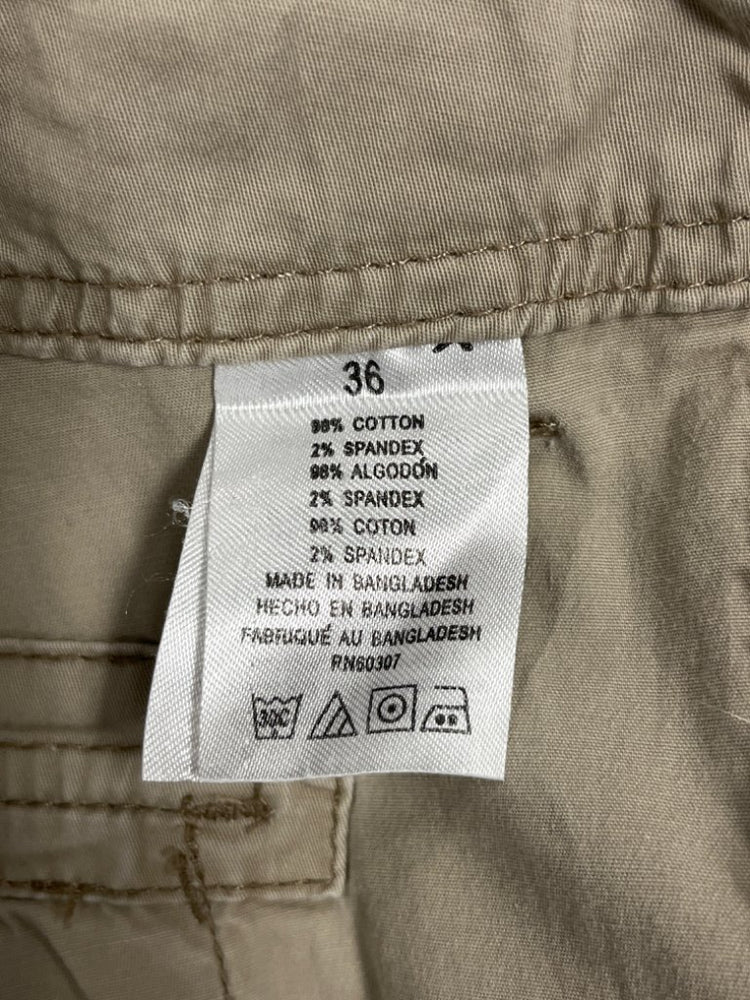 36
98% COTTON
2% SPANDEX
98% ALGODÓN
2% SPANDEX
98% COTON
2% SPANDEX
MADE IN BANGLADESH
HECHO EN BANGLADESH
FABRIQUÉ AU BANGLADESH
RN60307
30C